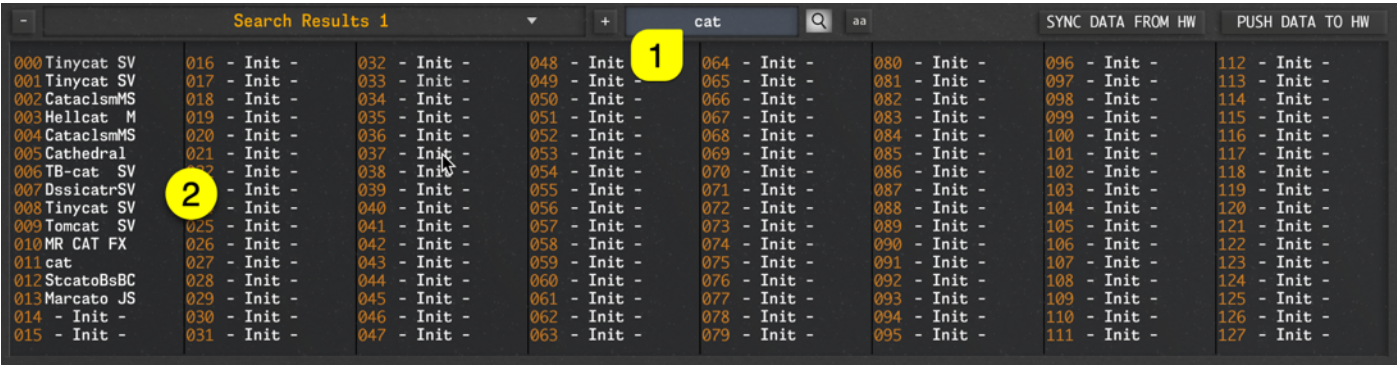 - Search Results 1 + cat aa SYNC DATA FROM HW PUSH DATA TO HW
1
000 Tinycat SV 016 - Init - 032 - Init - 048 - Init 064 - Init - 080 - Init - 096 - Init - 112 - Init -
001 Tinycat SV 017 - Init - 033 - Init - 049 - Init - 065 - Init - 081 - Init - 097 - Init - 113 - Init -
002 CataclsmMS 018 - Init - 034 - Init - 050 - Init - 066 - Init - 082 - Init - 098 - Init - 114 - Init -
003 Hellcat M 019 - Init - 035 - Init - 051 - Init - 067 - Init - 083 - Init - 099 - Init - 115 - Init -
004 CataclsmMS 020 - Init - 036 - Init - 052 - Init - 068 - Init - 084 - Init - 100 - Init - 116 - Init -
005 Cathedral 021 - Init - 037 - Init - 053 - Init - 069 - Init - 085 - Init - 101 - Init - 117 - Init -
006 TB-cat SV - Init - 038 - Init - 054 - Init - 070 - Init - 086 - Init - 102 - Init - 118 - Init -
007 DssicatrSV - Init - 039 - Init - 055 - Init - 071 - Init - 087 - Init - 103 - Init - 119 - Init -
2
008 Tinycat SV - Init - 040 - Init - 056 - Init - 072 - Init - 088 - Init - 104 - Init - 120 - Init -
009 Tomcat SV 025 - Init - 041 - Init - 057 - Init - 073 - Init - 089 - Init - 105 - Init - 121 - Init -
010 MR CAT FX 026 - Init - 042 - Init - 058 - Init - 074 - Init - 090 - Init - 106 - Init - 122 - Init -
011 cat 027 - Init - 043 - Init - 059 - Init - 075 - Init - 091 - Init - 107 - Init - 123 - Init -
012 StcatoBsBC 028 - Init - 044 - Init - 060 - Init - 076 - Init - 092 - Init - 108 - Init - 124 - Init -
013 Marcato JS 029 - Init - 045 - Init - 061 - Init - 077 - Init - 093 - Init - 109 - Init - 125 - Init -
014 - Init - 030 - Init - 046 - Init - 062 - Init - 078 - Init - 094 - Init - 110 - Init - 126 - Init -
015 - Init - 031 - Init - 047 - Init - 063 - Init - 079 - Init - 095 - Init - 111 - Init - 127 - Init -